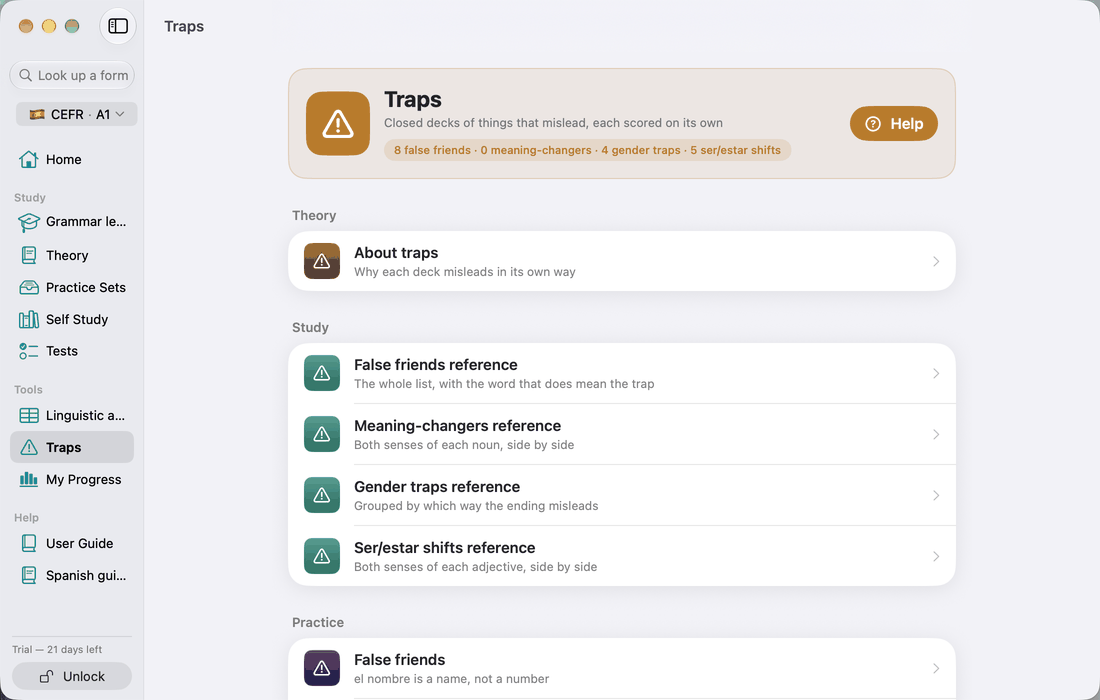 Traps
Look up a form
CEFR · A1
Home
Study
Grammar le...
Theory
Practice Sets
Self Study
Tests
Tools
Linguistic a...
Traps
My Progress
Help
User Guide
Spanish gui...
Trial — 21 days left
Unlock
Traps
Closed decks of things that mislead, each scored on its own
8 false friends · 0 meaning-changers · 4 gender traps · 5 ser/estar shifts
Help
Theory
About traps
Why each deck misleads in its own way
Study
False friends reference
The whole list, with the word that does mean the trap
Meaning-changers reference
Both senses of each noun, side by side
Gender traps reference
Grouped by which way the ending misleads
Ser/estar shifts reference
Both senses of each adjective, side by side
Practice
False friends
el nombre is a name, not a number